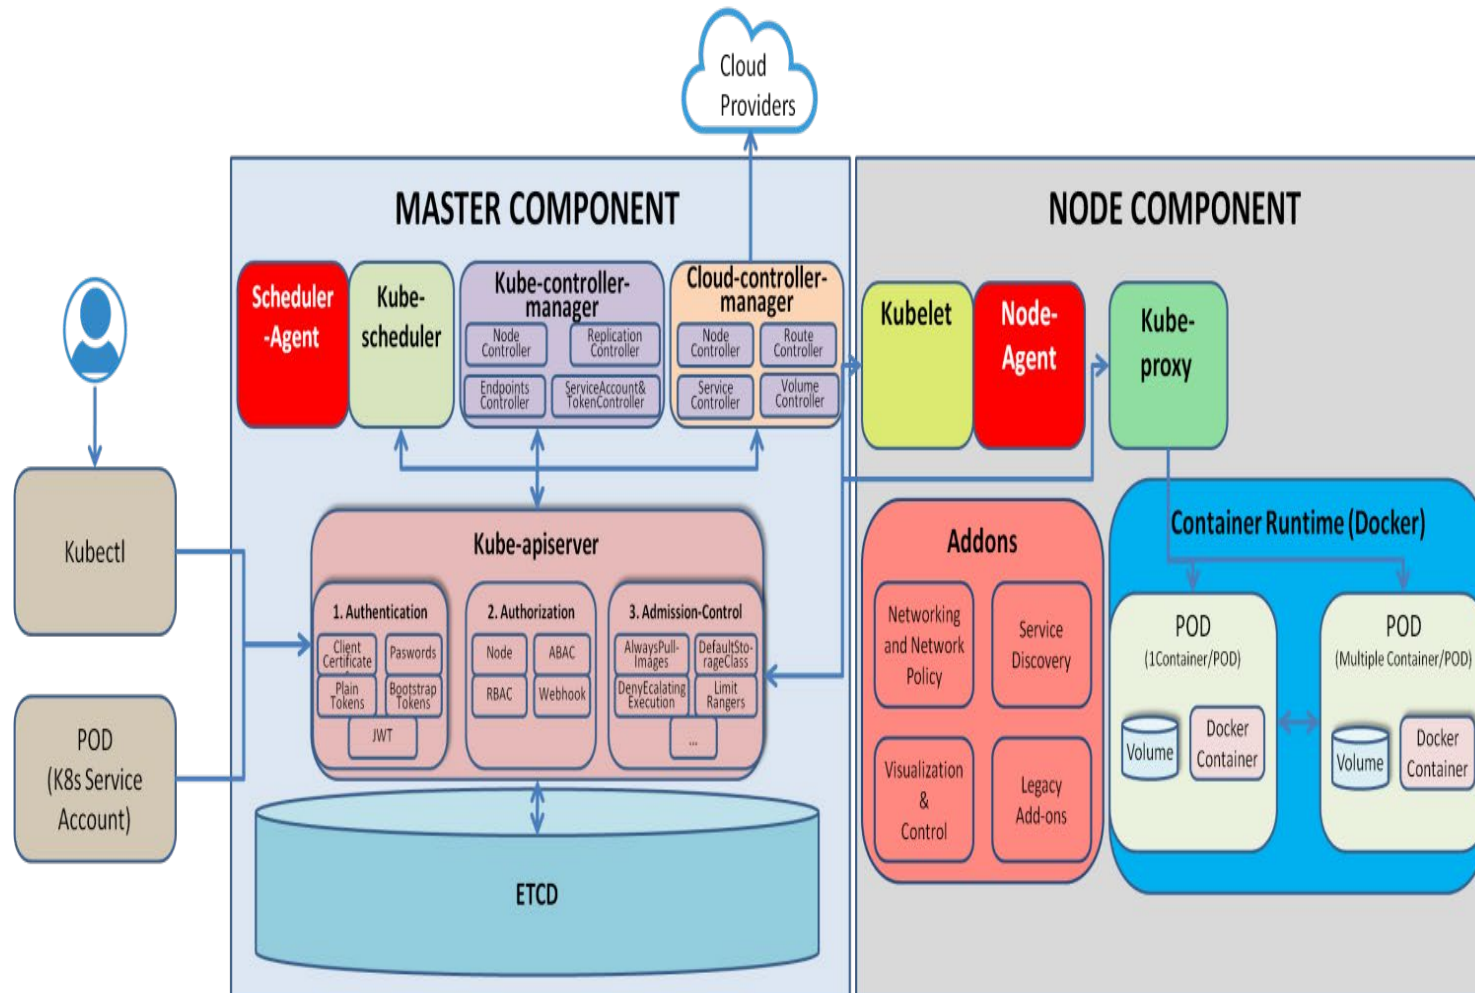 Cloud
Providers
MASTER COMPONENT
NODE COMPONENT
Scheduler
-Agent
Kube-
scheduler
Kube-controller-
manager
Node
Controller
Replication
Controller
Endpoints
Controller
ServiceAccount&
TokenController
Cloud-controller-
manager
Node
Controller
Route
Controller
Service
Controller
Volume
Controller
Kubelet
Node-
Agent
Kube-
proxy
Kubectl
POD
(K8s Service
Account)
Kube-apiserver
1. Authentication
Client
Certificate
Paswords
Plain
Tokens
Bootstrap
Tokens
JWT
2. Authorization
Node
ABAC
RBAC
Webhook
3. Admission-Control
AlwaysPull-
Images
DefaultSto-
rageClass
DenyEcalating
Execution
Limit
Rangers
...
ETCD
Addons
Networking
and Network
Policy
Service
Discovery
Visualization
&
Control
Legacy
Add-ons
Container Runtime (Docker)
POD
(1Container/POD)
Volume
Docker
Container
POD
(Multiple Container/POD)
Volume
Docker
Container